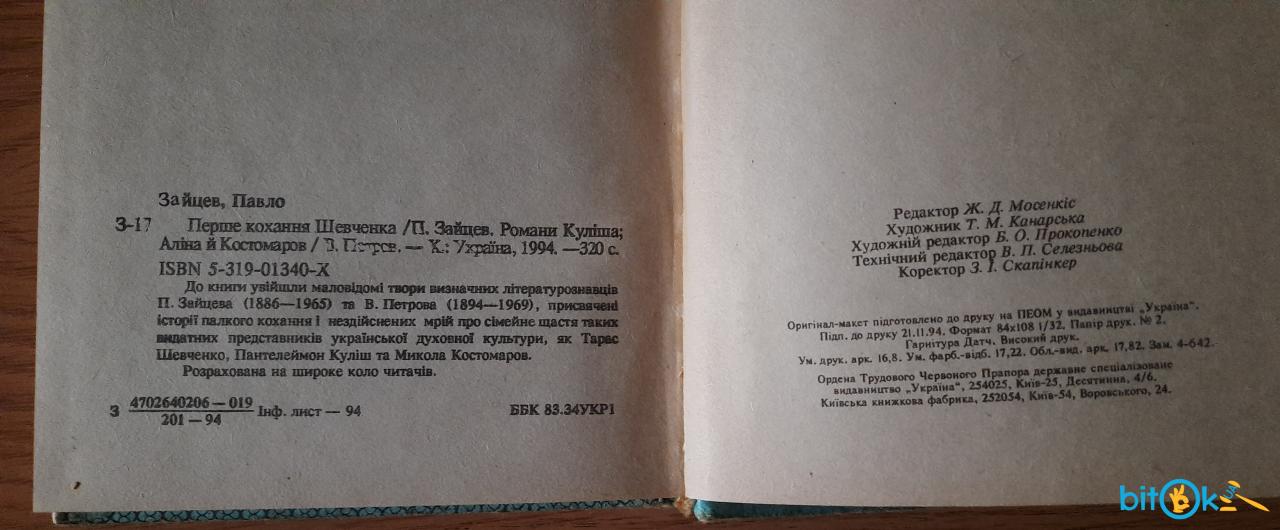 Зайцев, Павло
З-17 Перше кохання Шевченка /П. Зайцев. Романи Куліша;
Аліна й Костомаров / В. Петров. — К.: Україна, 1994. —320 с.
ISBN 5-319-01340-X
До книги увійшли маловідомі твори визначних літературознавців
П. Зайцева (1886—1965) та В. Петрова (1894—1969), присвячені
історії палкого кохання і нездійснених мрій про сімейне щастя таких
видатних представників української духовної культури, як Тарас
Шевченко, Пантелеймон Куліш та Микола Костомаров.
Розрахована на широке коло читачів.
З 4702640206—019 Інф. лист — 94 ББК 83.34УКР1
201—94
Редактор Ж. Д. Мосенкіс
Художник Т. М. Канарська
Художній редактор Б. О. Прокопенко
Технічний редактор В. П. Селезньова
Коректор З. І. Скапінкер
Оригінал-макет підготовлено до друку на ПЕОМ у видавництві „Україна“.
Підп. до друку 21.11.94. Формат 84х108 1/32. Папір друк. № 2.
Гарнітура Датч. Високий друк.
Ум. друк. арк. 16,8. Ум. фарб.-відб. 17,22. Обл.-вид. арк. 17,82. Зам. 4-642.
Ордена Трудового Червоного Прапора державне спеціалізоване
видавництво „Україна“, 254025, Київ-25, Десятинна, 4/6.
Київська книжкова фабрика, 252054, Київ-54, Воровського, 24.
bitOk